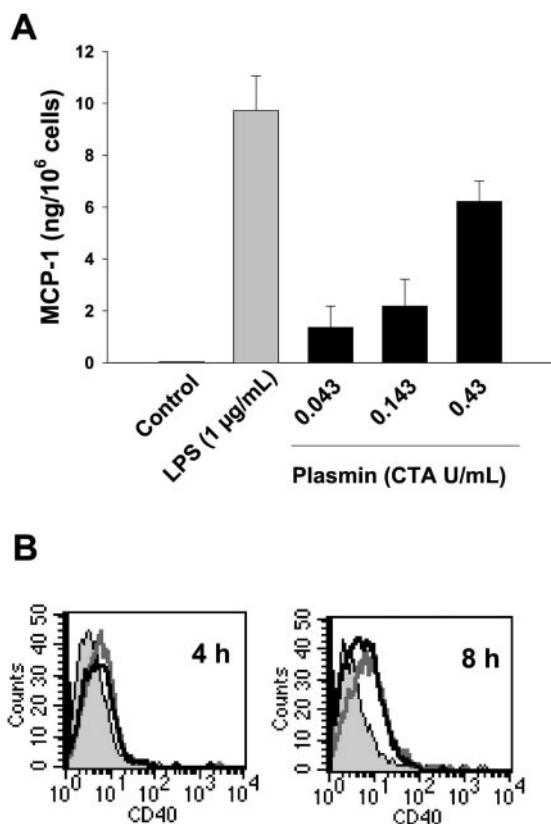 A
MCP-1 (ng/10⁶ cells)
12
10
8
6
4
2
0
Control
LPS (1 µg/mL)
0.043
0.143
0.43
Plasmin (CTA U/mL)
B
Counts
50
40
30
20
10
0
4 h
10⁰ 10¹ 10² 10³ 10⁴
CD40
Counts
50
40
30
20
10
0
8 h
10⁰ 10¹ 10² 10³ 10⁴
CD40